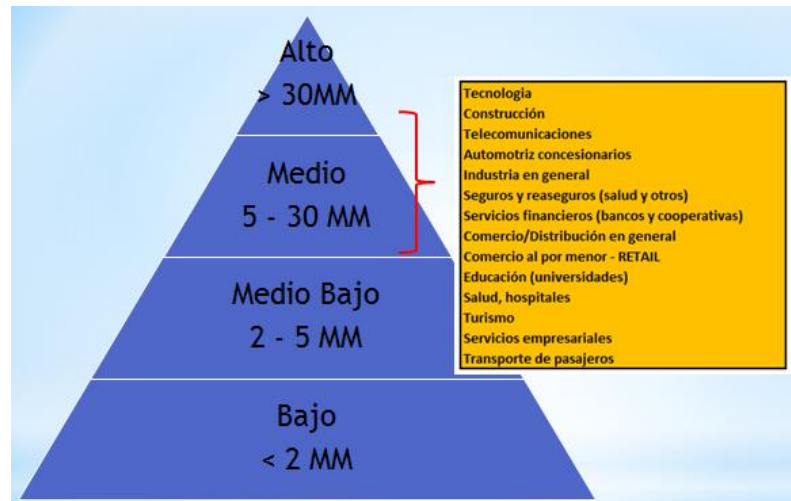 Alto
> 30MM
Medio
5 - 30 MM
Medio Bajo
2 - 5 MM
Bajo
< 2 MM
Tecnologia
Construcción
Telecomunicaciones
Automotriz concesionarios
Industria en general
Seguros y reaseguros (salud y otros)
Servicios financieros (bancos y cooperativas)
Comercio/Distribución en general
Comercio al por menor - RETAIL
Educación (universidades)
Salud, hospitales
Turismo
Servicios empresariales
Transporte de pasajeros